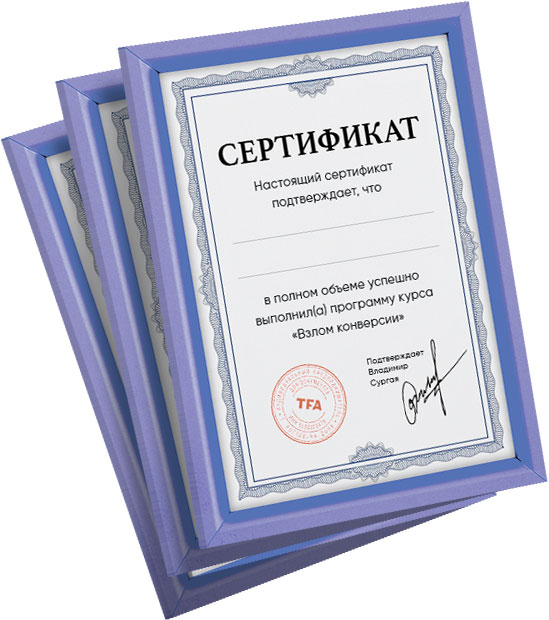 СЕРТИФИКАТ
Настоящий сертификат
подтверждает, что
в полном объеме успешно
выполнил(а) программу курса
«Взлом конверсии»
Подтверждает
Владимир
Сургая
TFA